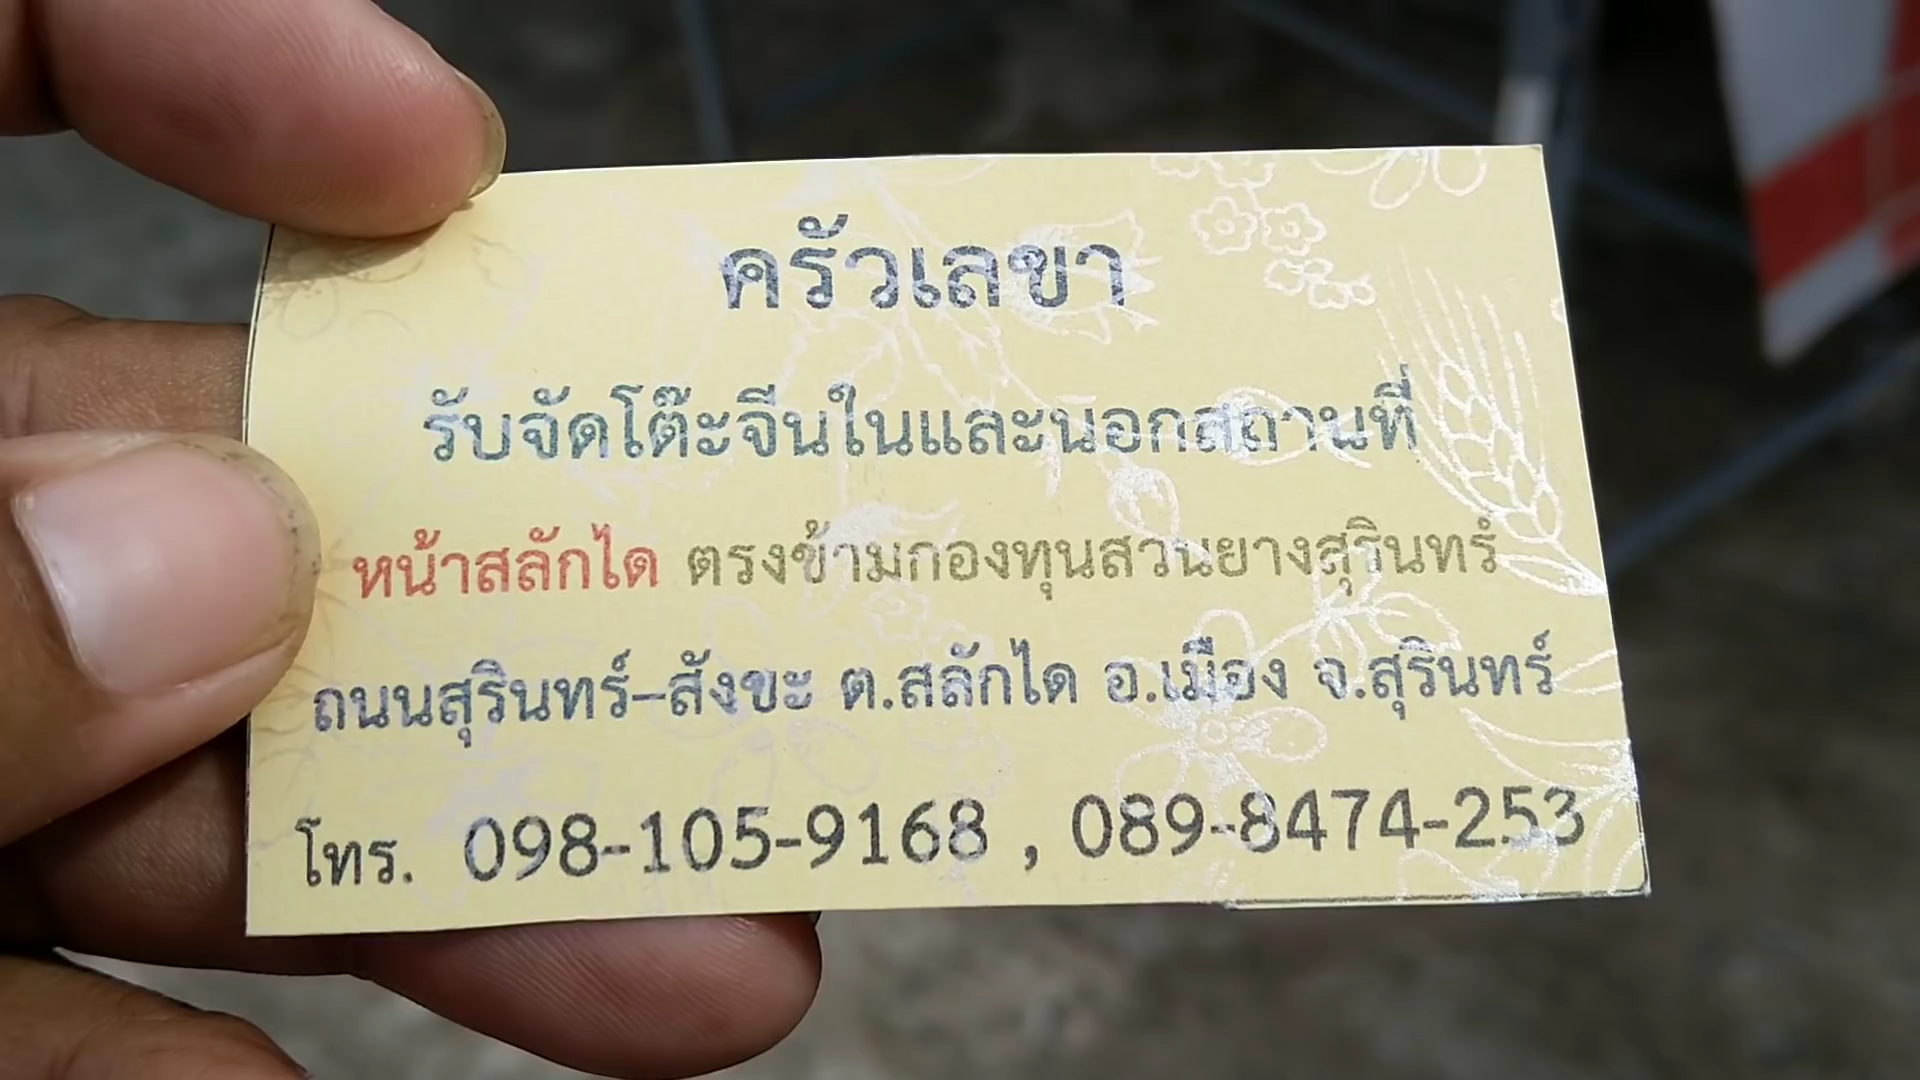 ครัวเลขา
รับจัดโต๊ะจีนในและนอกสถานที่
หน้าสลักได ตรงข้ามกองทุนสวนยางสุรินทร์
ถนนสุรินทร์-สังขะ ต.สลักได อ.เมือง จ.สุรินทร์
โทร. 098-105-9168 , 089-8474-253